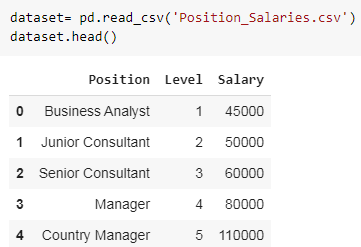 dataset= pd.read_csv('Position_Salaries.csv')
dataset.head()
Position Level Salary
0 Business Analyst 1 45000
1 Junior Consultant 2 50000
2 Senior Consultant 3 60000
3 Manager 4 80000
4 Country Manager 5 110000